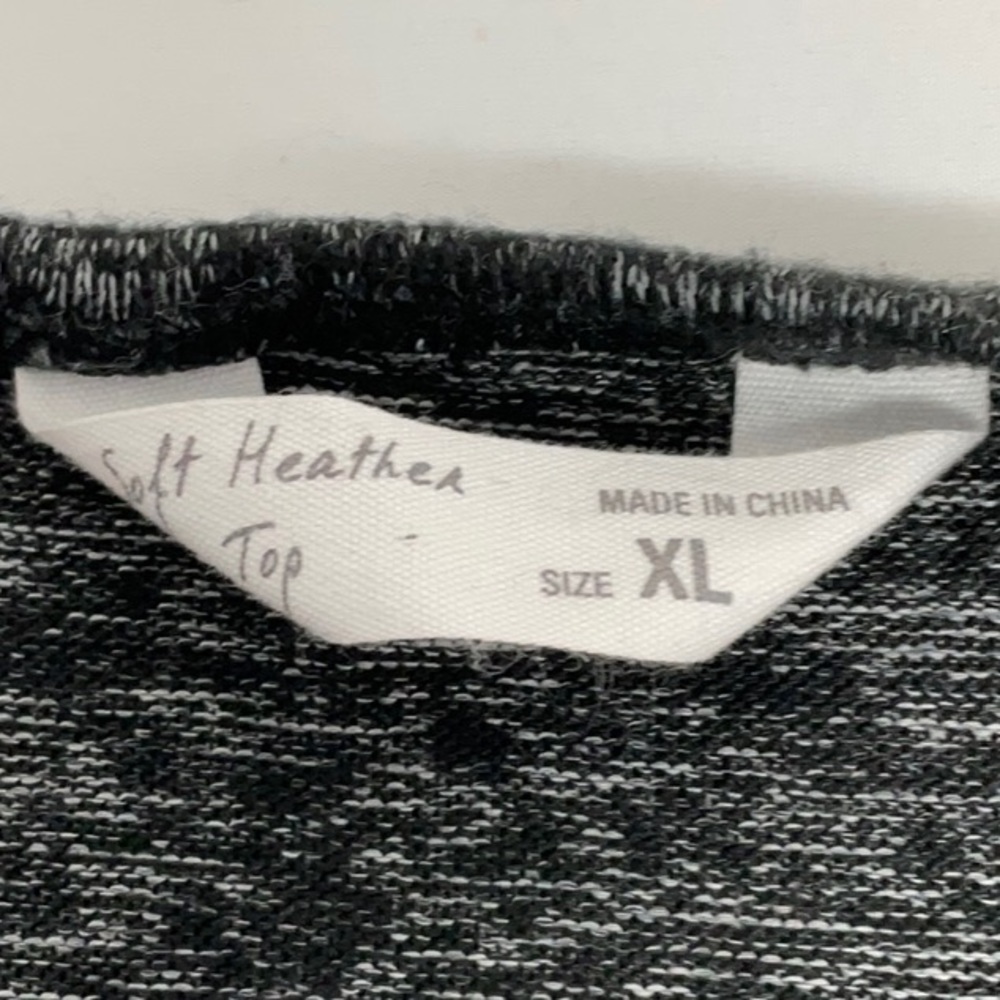 Soft Heather
Top
MADE IN CHINA
SIZE XL